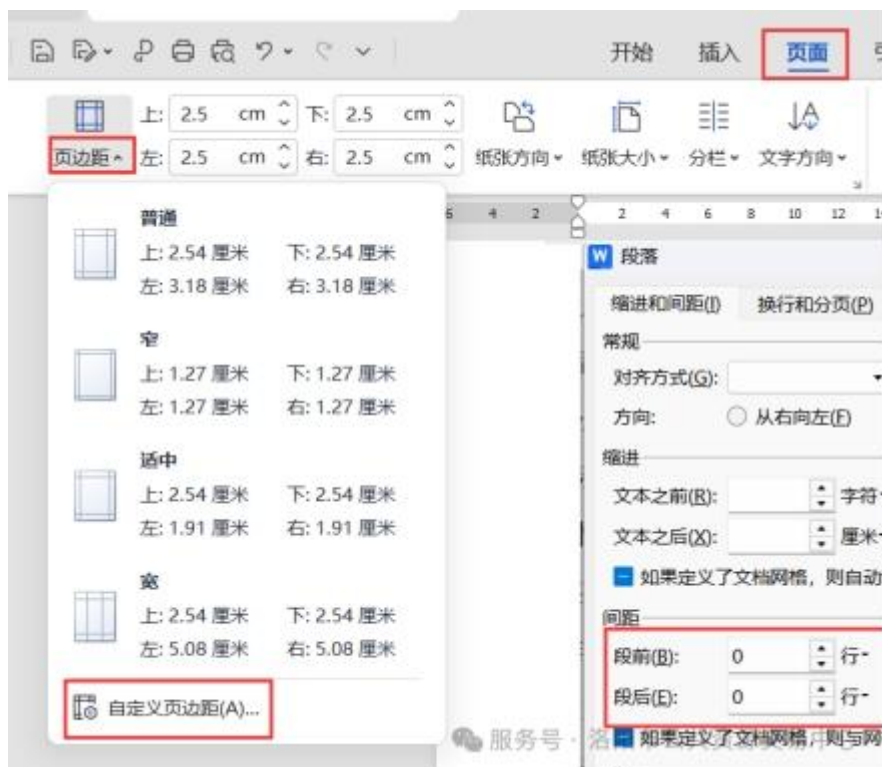 开始 插入 页面
上: 2.5 cm 下: 2.5 cm
页边距 左: 2.5 cm 右: 2.5 cm 纸张方向 纸张大小 分栏 文字方向
6 4 2 2 4 6 8 10 12
普通
上: 2.54 厘米 下: 2.54 厘米
左: 3.18 厘米 右: 3.18 厘米
窄
上: 1.27 厘米 下: 1.27 厘米
左: 1.27 厘米 右: 1.27 厘米
适中
上: 2.54 厘米 下: 2.54 厘米
左: 1.91 厘米 右: 1.91 厘米
宽
上: 2.54 厘米 下: 2.54 厘米
左: 5.08 厘米 右: 5.08 厘米
自定义页边距(A)...
W 段落
缩进和间距(I) 换行和分页(P)
常规
对齐方式(G):
方向: 从右向左(F)
缩进
文本之前(R): 字符
文本之后(X): 厘米
如果定义了文档网格，则自动
间距
段前(B): 0 行
段后(E): 0 行
如果定义了文档网格，则与网
服务号 · 洛